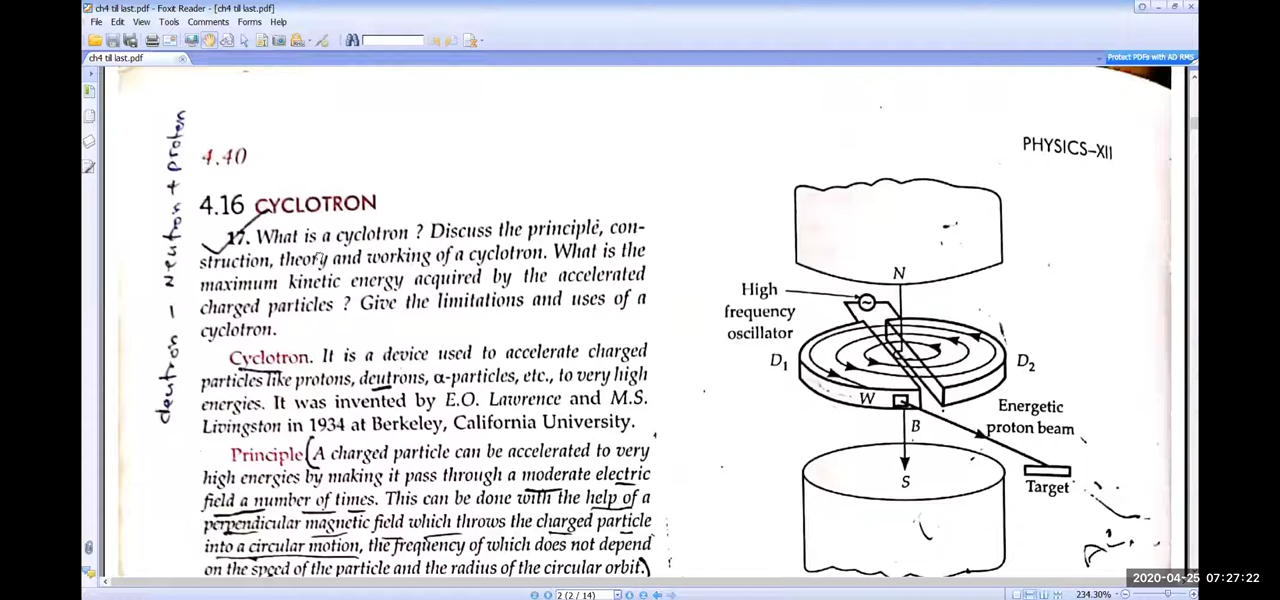 ch4 till last.pdf - Foxit Reader - [ch4 till last.pdf]
File Edit View Tools Comments Forms Help
ch4 till last.pdf
Protect PDFs with AD RMS
deutron - neutron + proton
4.40
PHYSICS–XII
4.16 CYCLOTRON
17. What is a cyclotron ? Discuss the principle, con-
struction, theory and working of a cyclotron. What is the
maximum kinetic energy acquired by the accelerated
charged particles ? Give the limitations and uses of a
cyclotron.
Cyclotron. It is a device used to accelerate charged
particles like protons, deutrons, α-particles, etc., to very high
energies. It was invented by E.O. Lawrence and M.S.
Livingston in 1934 at Berkeley, California University.
Principle (A charged particle can be accelerated to very
high energies by making it pass through a moderate electric
field a number of times. This can be done with the help of a
perpendicular magnetic field which throws the charged particle
into a circular motion, the frequency of which does not depend
on the speed of the particle and the radius of the circular orbit.)
N
High
frequency
oscillator
D1
D2
W
Energetic
proton beam
B
S
Target
2020-04-25 07:27:22
2 (2 / 14)
234.30%